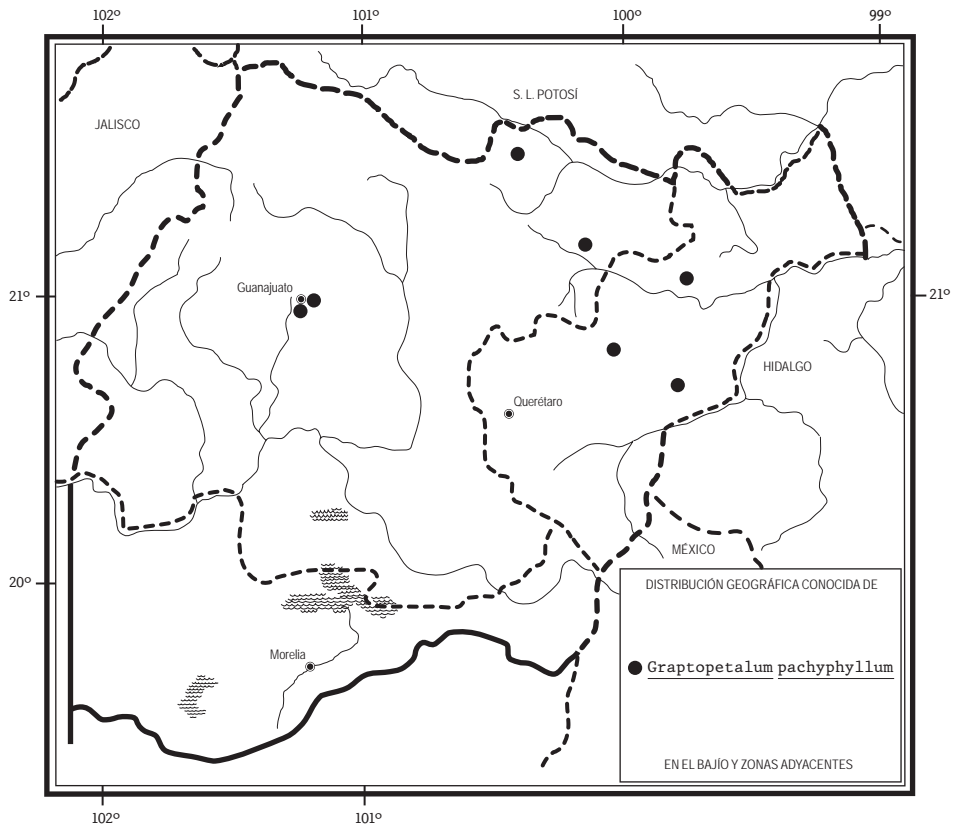 102º 101º 100º 99º
S. L. POTOSÍ
JALISCO
Guanajuato
21º
21º
HIDALGO
Querétaro
MÉXICO
20º
DISTRIBUCIÓN GEOGRÁFICA CONOCIDA DE
Morelia
Graptopetalum pachyphyllum
EN EL BAJÍO Y ZONAS ADYACENTES
102º 101º